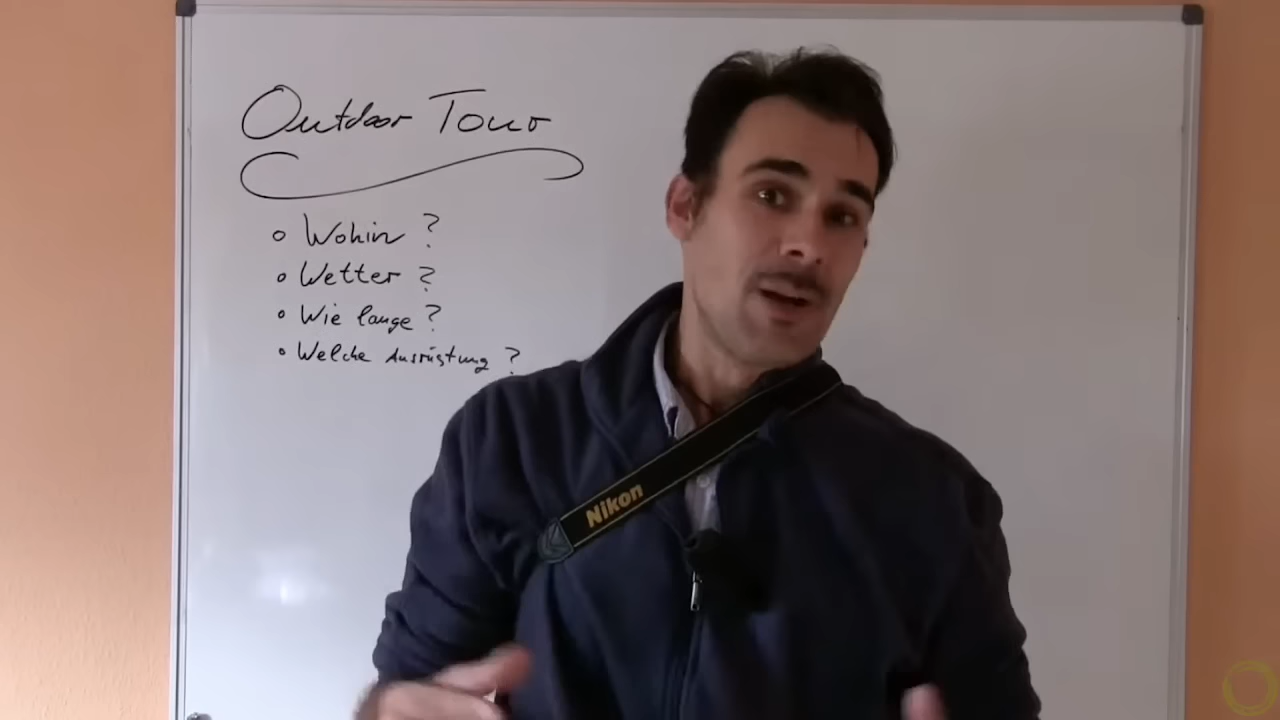 Outdoor Tour
Wohin ?
Wetter ?
Wie lange ?
Welche Ausrüstung ?
Nikon